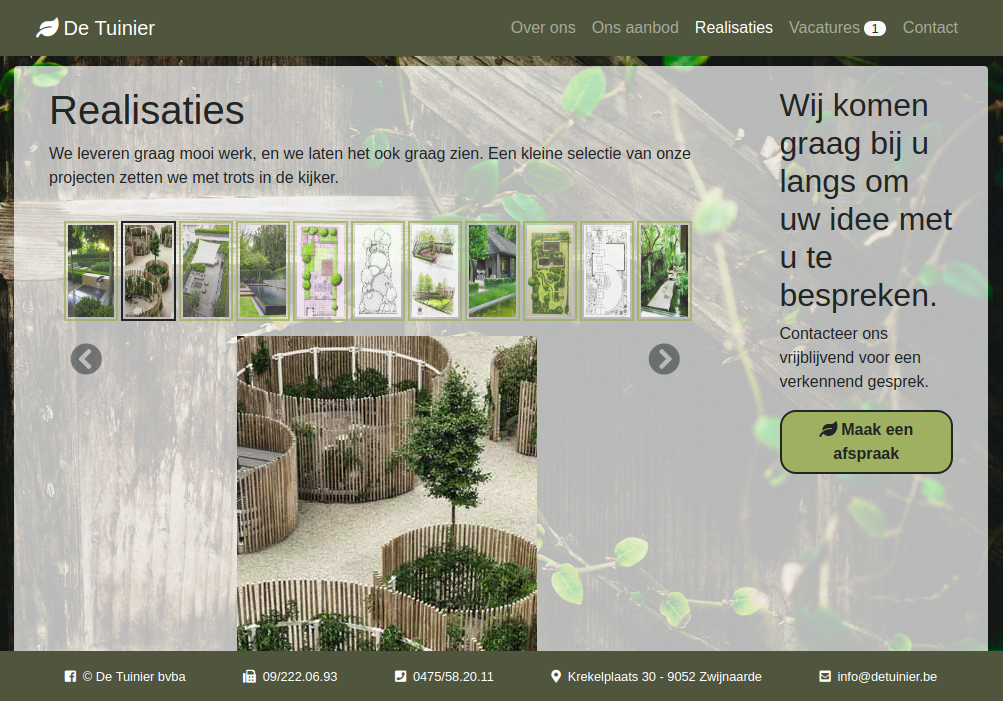 De Tuinier
Over ons
Ons aanbod
Realisaties
Vacatures 1
Contact
Realisaties
We leveren graag mooi werk, en we laten het ook graag zien. Een kleine selectie van onze
projecten zetten we met trots in de kijker.
Wij komen
graag bij u
langs om
uw idee met
u te
bespreken.
Contacteer ons
vrijblijvend voor een
verkennend gesprek.
Maak een
afspraak
© De Tuinier bvba
09/222.06.93
0475/58.20.11
Krekelplaats 30 - 9052 Zwijnaarde
info@detuinier.be